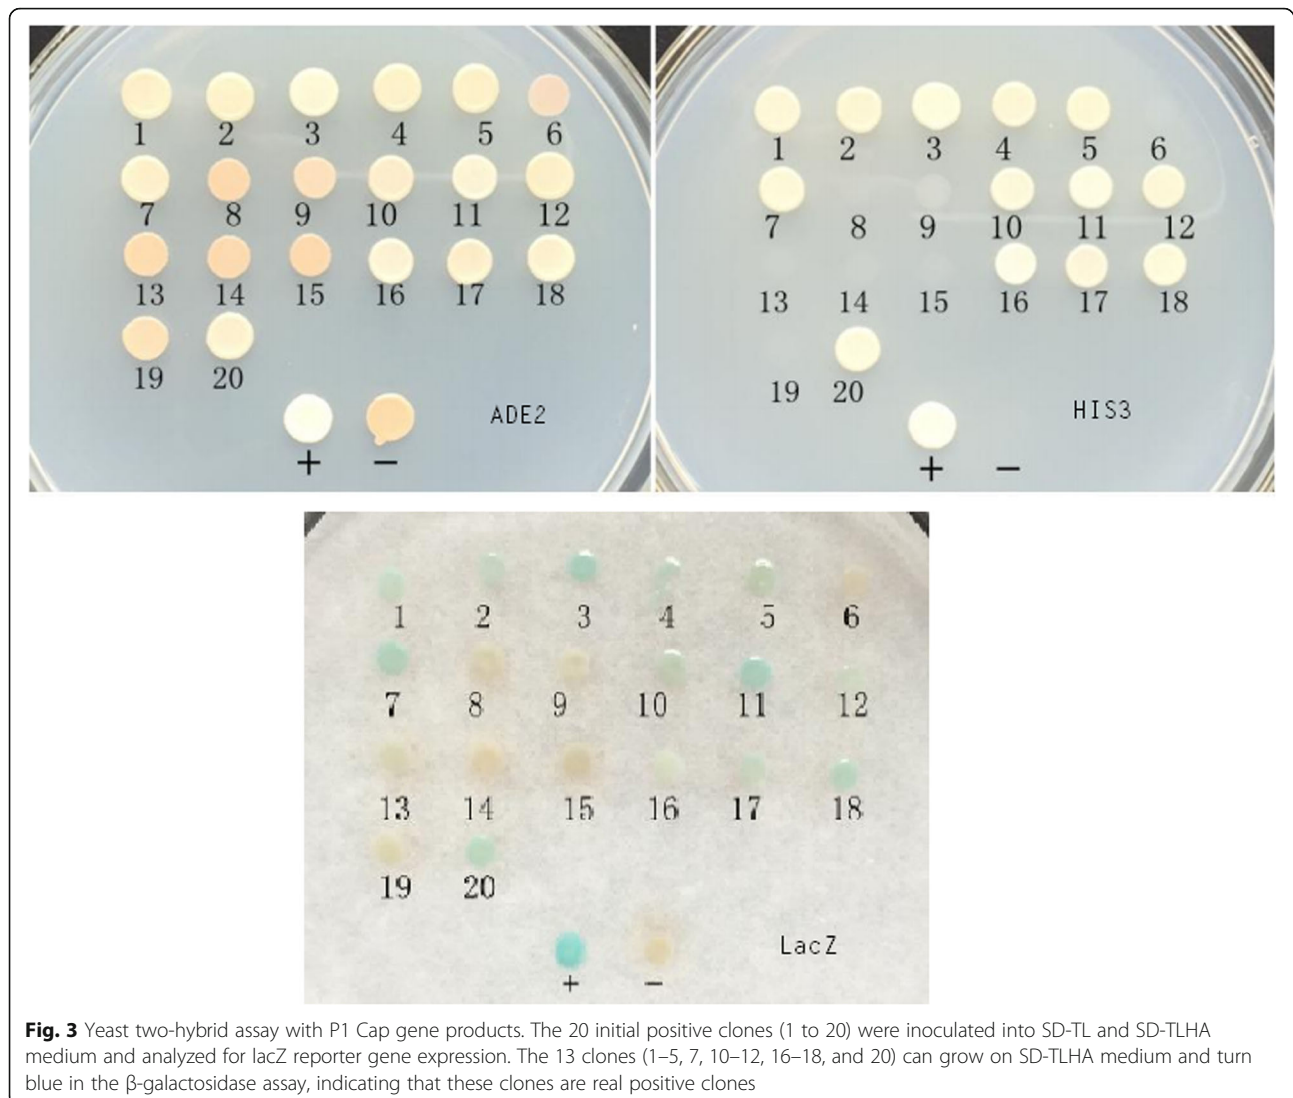 1 2 3 4 5 6
7 8 9 10 11 12
13 14 15 16 17 18
19 20
ADE2
+ −
1 2 3 4 5 6
7 8 9 10 11 12
13 14 15 16 17 18
19 20
HIS3
+ −
1 2 3 4 5 6
7 8 9 10 11 12
13 14 15 16 17 18
19 20
LacZ
+ −
Fig. 3 Yeast two-hybrid assay with P1 Cap gene products. The 20 initial positive clones (1 to 20) were inoculated into SD-TL and SD-TLHA
medium and analyzed for lacZ reporter gene expression. The 13 clones (1–5, 7, 10–12, 16–18, and 20) can grow on SD-TLHA medium and turn
blue in the β-galactosidase assay, indicating that these clones are real positive clones